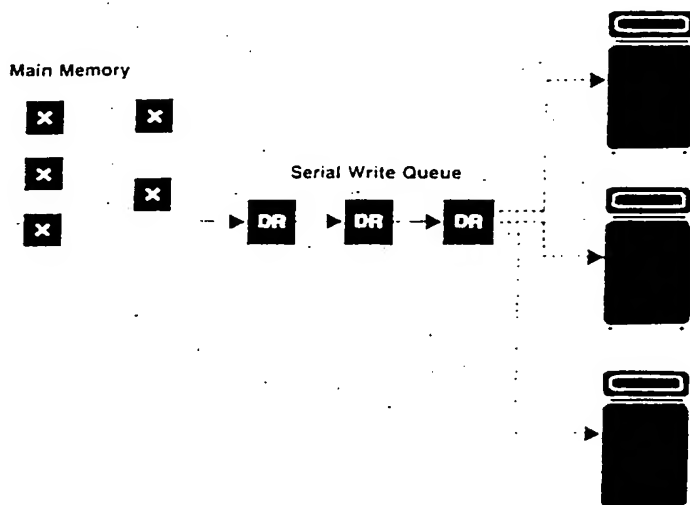 Main Memory
X X
X
X
X
Serial Write Queue
DR DR DR